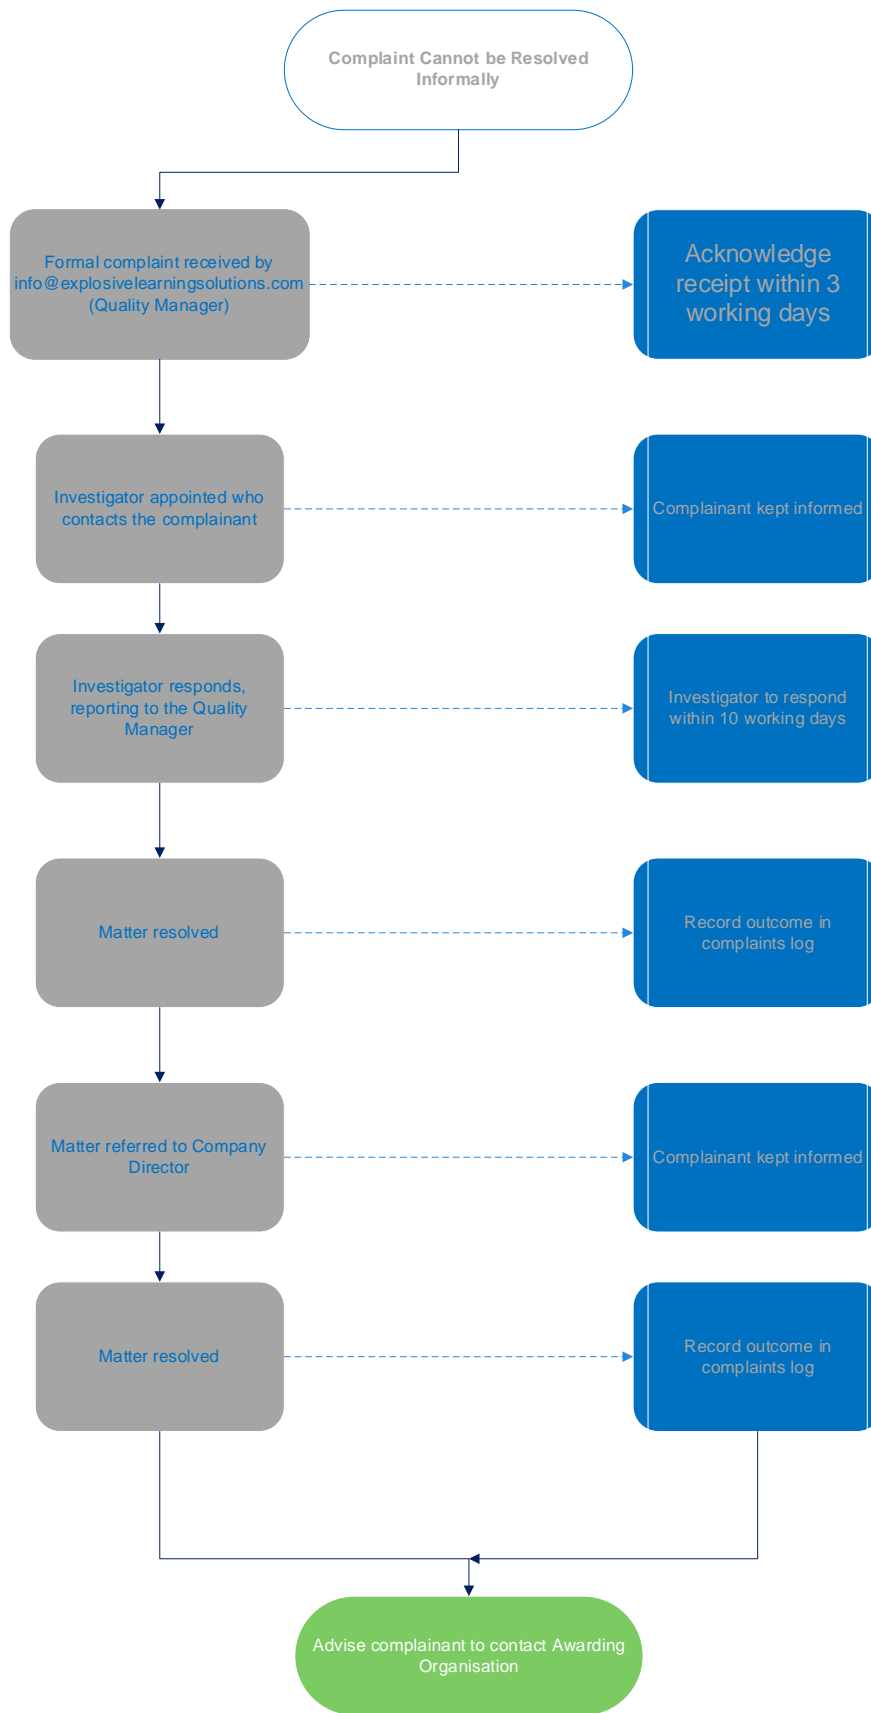 Complaint Cannot be Resolved
Informally
Formal complaint received by
info@explosivelearningsolutions.com
(Quality Manager)
Acknowledge
receipt within 3
working days
Investigator appointed who
contacts the complainant
Complainant kept informed
Investigator responds,
reporting to the Quality
Manager
Investigator to respond
within 10 working days
Matter resolved
Record outcome in
complaints log
Matter referred to Company
Director
Complainant kept informed
Matter resolved
Record outcome in
complaints log
Advise complainant to contact Awarding
Organisation